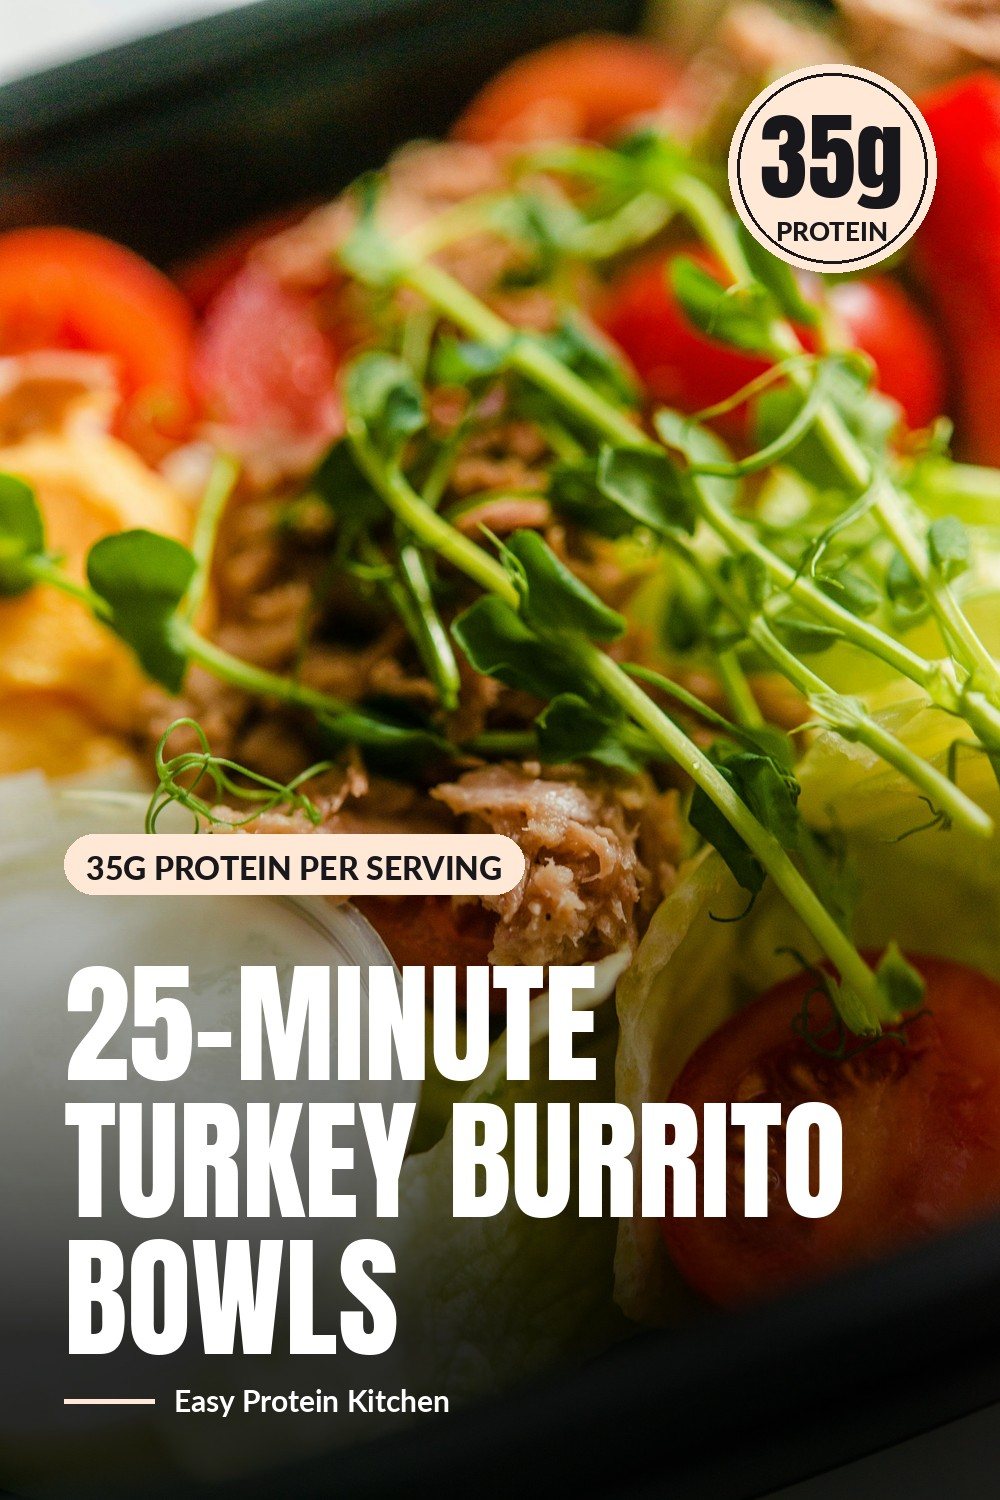 35g
PROTEIN
35G PROTEIN PER SERVING
25-MINUTE
TURKEY BURRITO
BOWLS
Easy Protein Kitchen